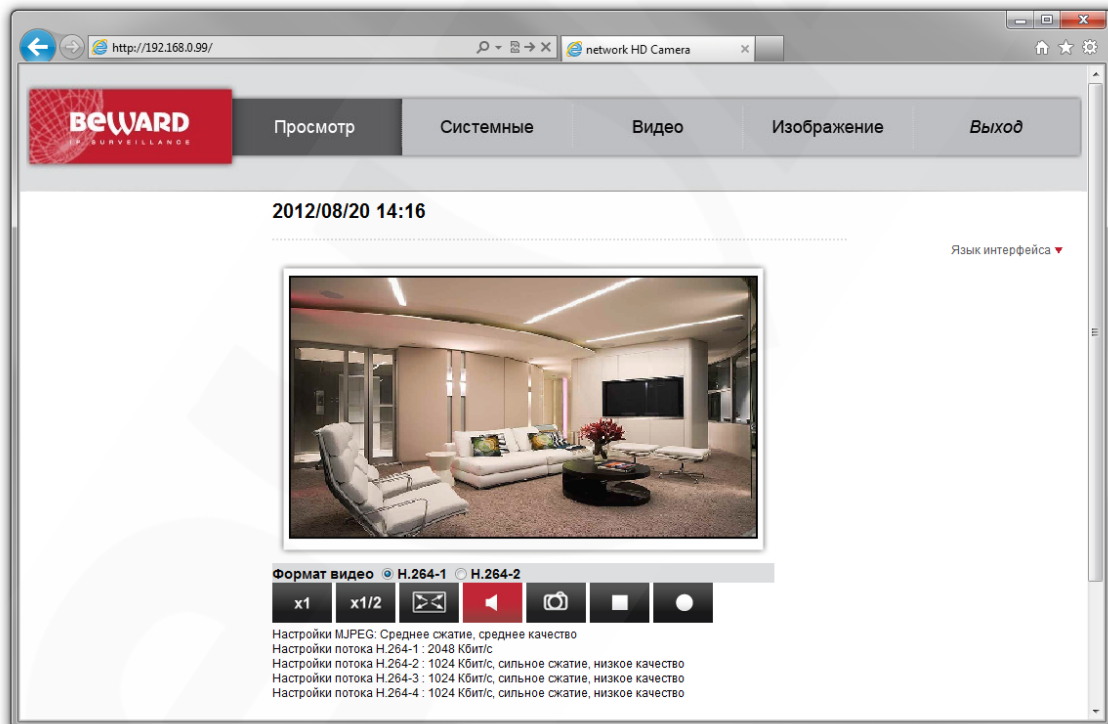 http://192.168.0.99/
network HD Camera
BEWARD
IP SURVEILLANCE
Просмотр
Системные
Видео
Изображение
Выход
2012/08/20 14:16
Язык интерфейса
Формат видео H.264-1 H.264-2
x1 x1/2
Настройки MJPEG: Среднее сжатие, среднее качество
Настройки потока H.264-1 : 2048 Кбит/с
Настройки потока H.264-2 : 1024 Кбит/с, сильное сжатие, низкое качество
Настройки потока H.264-3 : 1024 Кбит/с, сильное сжатие, низкое качество
Настройки потока H.264-4 : 1024 Кбит/с, сильное сжатие, низкое качество